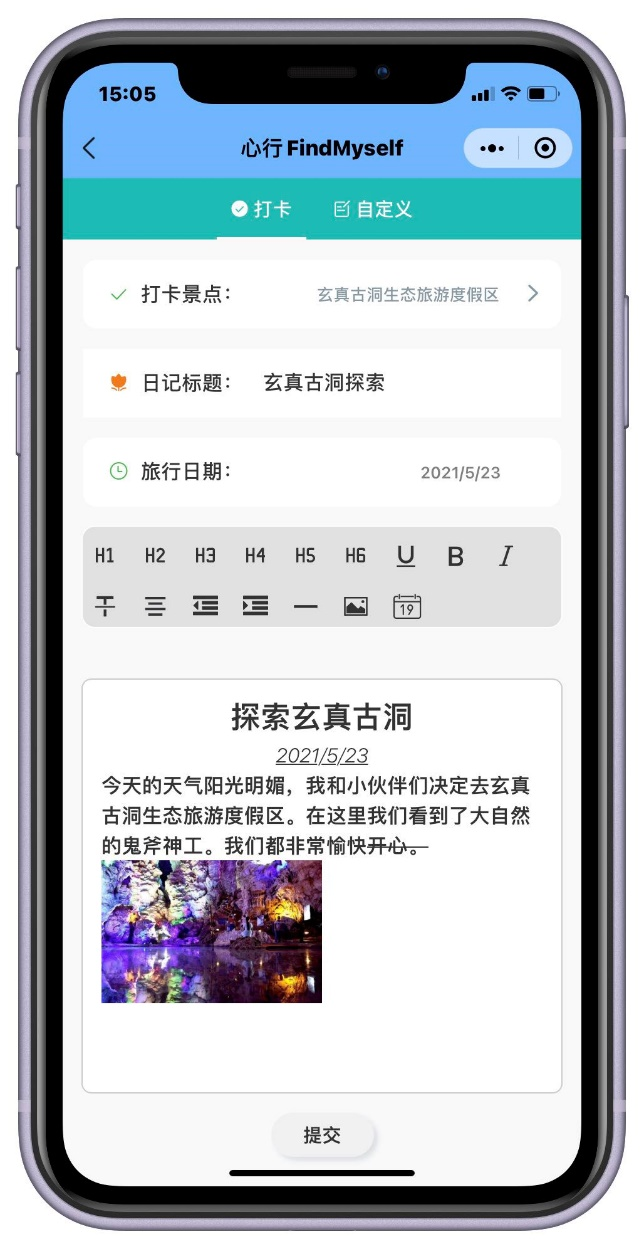 15:05
心行 FindMyself
打卡 自定义
打卡景点： 玄真古洞生态旅游度假区
日记标题： 玄真古洞探索
旅行日期： 2021/5/23
H1 H2 H3 H4 H5 H6 U B I
T 19
探索玄真古洞
2021/5/23
今天的天气阳光明媚，我和小伙伴们决定去玄真
古洞生态旅游度假区。在这里我们看到了大自然
的鬼斧神工。我们都非常愉快开心。
提交